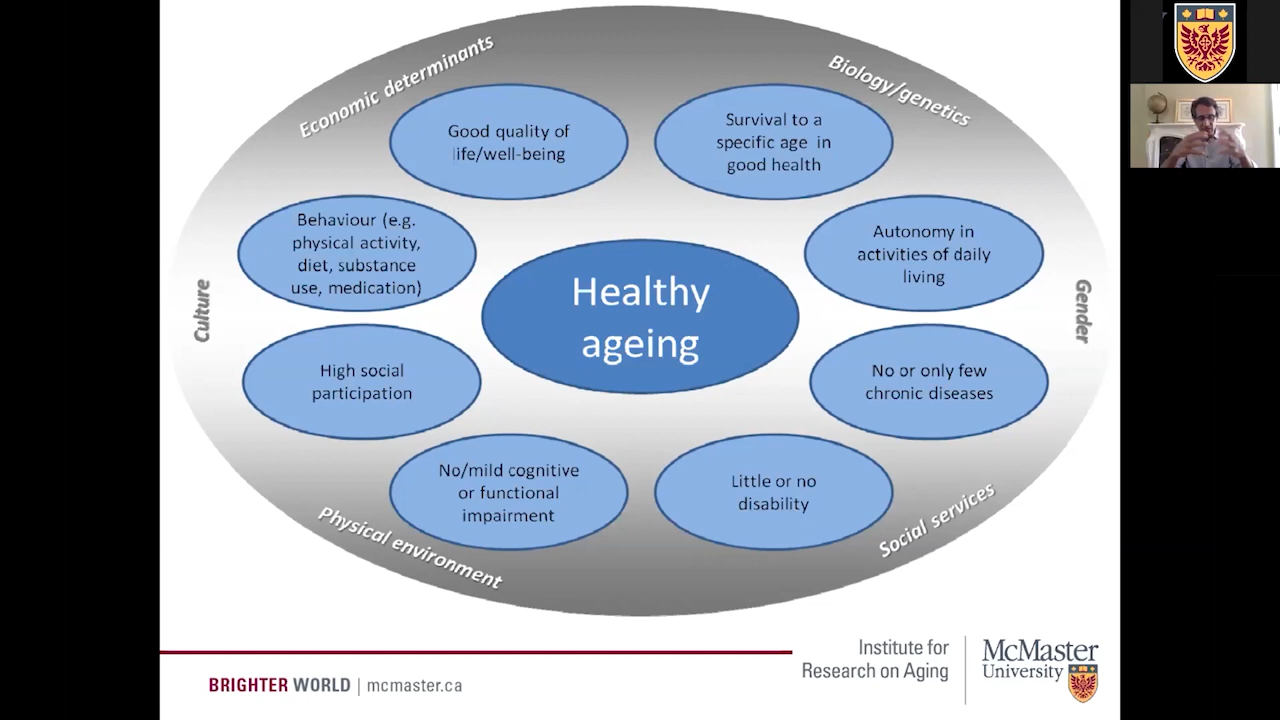 Economic determinants
Biology/genetics
Good quality of
life/well-being
Survival to a
specific age in
good health
Behaviour (e.g.
physical activity,
diet, substance
use, medication)
Autonomy in
activities of daily
living
Culture
Healthy
ageing
Gender
High social
participation
No or only few
chronic diseases
No/mild cognitive
or functional
impairment
Little or no
disability
Physical environment
Social services
Institute for
Research on Aging
McMaster
University
BRIGHTER WORLD | mcmaster.ca